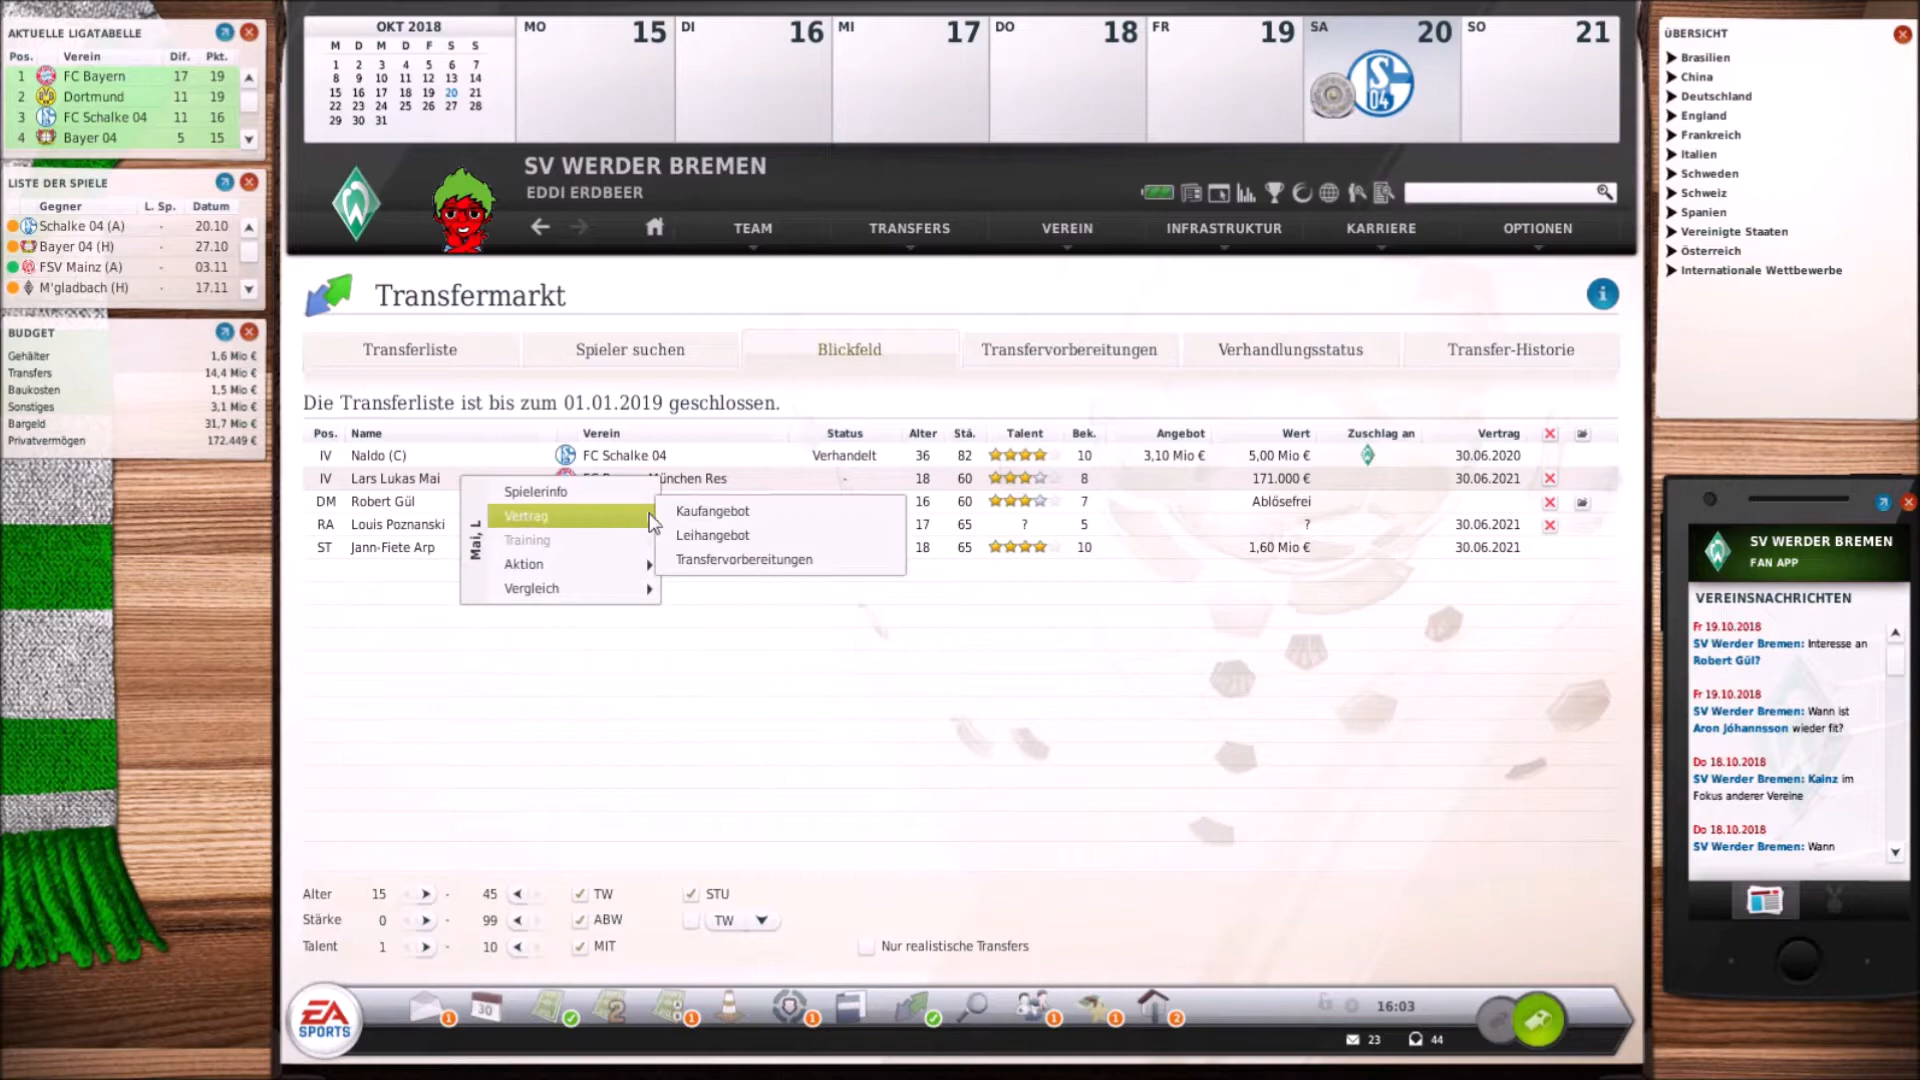 AKTUELLE LIGATABELLE
Pos. Verein Dif. Pkt.
1 FC Bayern 17 19
2 Dortmund 11 19
3 FC Schalke 04 11 16
4 Bayer 04 5 15
LISTE DER SPIELE
Gegner L. Sp. Datum
Schalke 04 (A) - 20.10
Bayer 04 (H) - 27.10
FSV Mainz (A) - 03.11
M'gladbach (H) - 17.11
BUDGET
Gehälter 1,6 Mio €
Transfers 14,4 Mio €
Baukosten 1,5 Mio €
Sonstiges 3,1 Mio €
Bargeld 31,7 Mio €
Privatvermögen 172.449 €
OKT 2018
M D M D F S S
1 2 3 4 5 6 7
8 9 10 11 12 13 14
15 16 17 18 19 20 21
22 23 24 25 26 27 28
29 30 31
MO 15 DI 16 MI 17 DO 18 FR 19 SA 20 SO 21
S 04
SV WERDER BREMEN
EDDI ERDBEER
TEAM TRANSFERS VEREIN INFRASTRUKTUR KARRIERE OPTIONEN
Transfermarkt
Transferliste Spieler suchen Blickfeld Transfervorbereitungen Verhandlungsstatus Transfer-Historie
Die Transferliste ist bis zum 01.01.2019 geschlossen.
Pos. Name Verein Status Alter Stä. Talent Bek. Angebot Wert Zuschlag an Vertrag
IV Naldo (C) FC Schalke 04 Verhandelt 36 82 10 3,10 Mio € 5,00 Mio € 30.06.2020
IV Lars Lukas Mai München Res - 18 60 8 171.000 € 30.06.2021
DM Robert Gül 16 60 7 Ablösefrei
RA Louis Poznanski 17 65 ? 5 ? 30.06.2021
ST Jann-Fiete Arp 18 65 10 1,60 Mio € 30.06.2021
Mai, L
Spielerinfo
Vertrag
Training
Aktion
Vergleich
Kaufangebot
Leihangebot
Transfervorbereitungen
Alter 15 - 45 TW STU
Stärke 0 - 99 ABW TW
Talent 1 - 10 MIT Nur realistische Transfers
EA SPORTS
1 30 2 1 1 1 1 2
16:03
23 44
ÜBERSICHT
Brasilien
China
Deutschland
England
Frankreich
Italien
Schweden
Schweiz
Spanien
Vereinigte Staaten
Österreich
Internationale Wettbewerbe
SV WERDER BREMEN
FAN APP
VEREINSNACHRICHTEN
Fr 19.10.2018
SV Werder Bremen: Interesse an
Robert Gül?
Fr 19.10.2018
SV Werder Bremen: Wann ist
Aron Jóhannsson wieder fit?
Do 18.10.2018
SV Werder Bremen: Kainz im
Fokus anderer Vereine
Do 18.10.2018
SV Werder Bremen: Wann